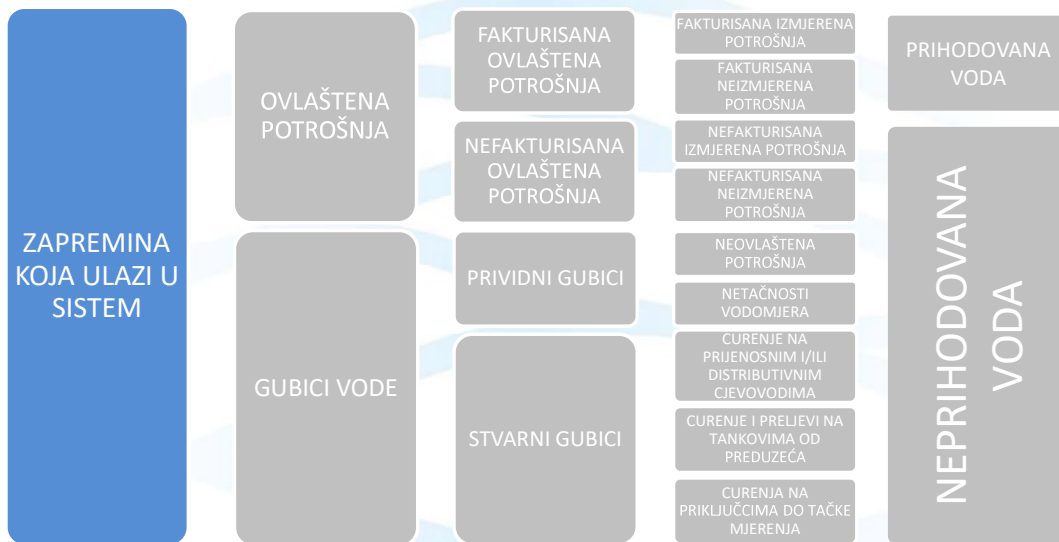 ZAPREMINA
KOJA ULAZI U
SISTEM
OVLAŠTENA
POTROŠNJA
GUBICI VODE
FAKTURISANA
OVLAŠTENA
POTROŠNJA
NEFAKTURISANA
OVLAŠTENA
POTROŠNJA
PRIVIDNI GUBICI
STVARNI GUBICI
FAKTURISANA IZMJERENA
POTROŠNJA
FAKTURISANA
NEIZMJERENA
POTROŠNJA
NEFAKTURISANA
IZMJERENA POTROŠNJA
NEFAKTURISANA
NEIZMJERENA
POTROŠNJA
NEOVLAŠTENA
POTROŠNJA
NETAČNOSTI
VODOMJERA
CURENJE NA
PRIJENOSNIM I/ILI
DISTRIBUTIVNIM
CJEVOVODIMA
CURENJE I PRELJEVI NA
TANKOVIMA OD
PREDUZEĆA
CURENJA NA
PRIKLJUČCIMA DO TAČKE
MJERENJA
PRIHODOVANA
VODA
NEPRIHODOVANA
VODA